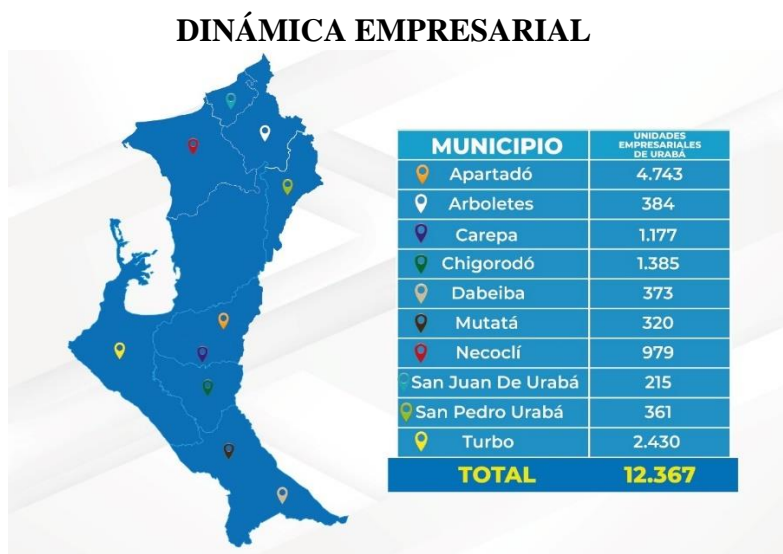 DINÁMICA EMPRESARIAL
MUNICIPIO
UNIDADES
EMPRESARIALES
DE URABÁ
Apartadó 4.743
Arboletes 384
Carepa 1.177
Chigorodó 1.385
Dabeiba 373
Mutatá 320
Necoclí 979
San Juan De Urabá 215
San Pedro Urabá 361
Turbo 2.430
TOTAL 12.367